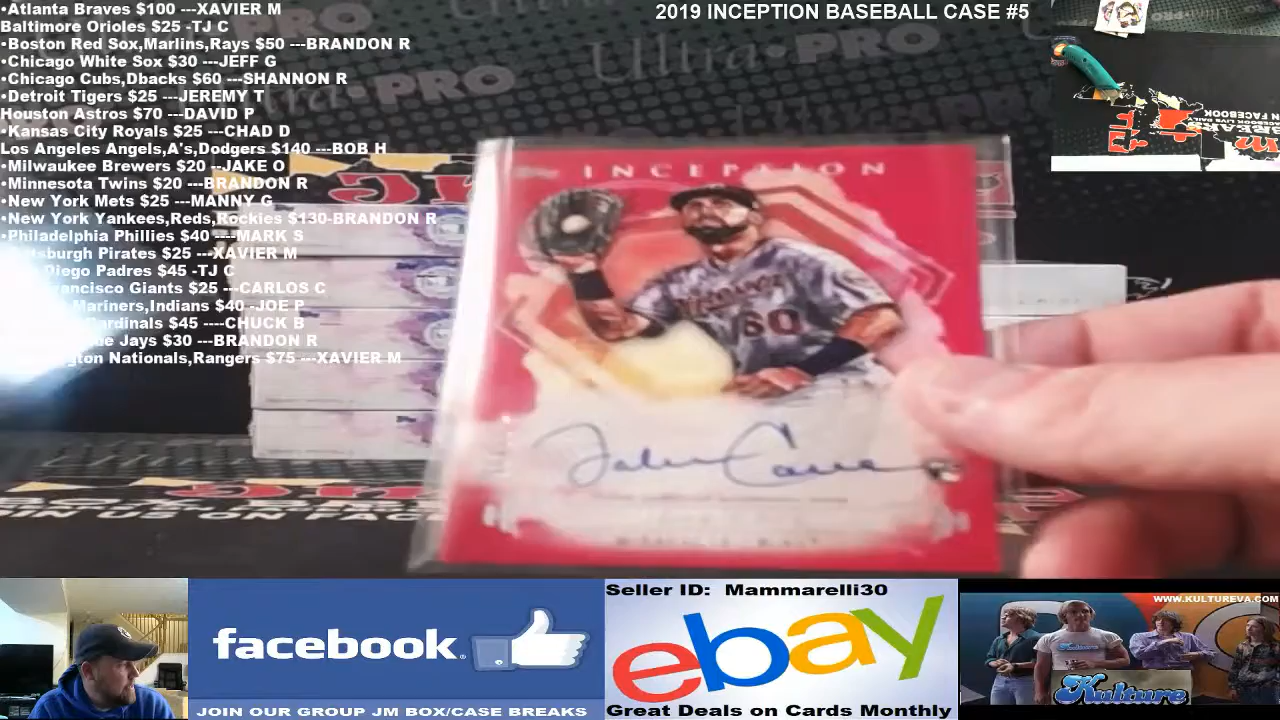 •Atlanta Braves $100 ---XAVIER M
Baltimore Orioles $25 -TJ C
•Boston Red Sox,Marlins,Rays $50 ---BRANDON R
•Chicago White Sox $30 ---JEFF G
•Chicago Cubs,Dbacks $60 ---SHANNON R
•Detroit Tigers $25 ---JEREMY T
Houston Astros $70 ---DAVID P
•Kansas City Royals $25 ---CHAD D
Los Angeles Angels,A's,Dodgers $140 ---BOB H
•Milwaukee Brewers $20 --JAKE O
•Minnesota Twins $20 ---BRANDON R
•New York Mets $25 ---MANNY G
•New York Yankees,Reds,Rockies $130-BRANDON R
•Philadelphia Phillies $40 ----MARK S
Pirates $25 ---XAVIER M
Diego Padres $45 -TJ C
Giants $25 ---CARLOS C
Mariners,Indians $40 -JOE P
Cardinals $45 ----CHUCK B
Jays $30 ---BRANDON R
Nationals,Rangers $75 ---XAVIER M
2019 INCEPTION BASEBALL CASE #5
Ultra•PRO
INCEPTION
60
facebook
JOIN OUR GROUP JM BOX/CASE BREAKS
Seller ID: Mammarelli30
ebay
Great Deals on Cards Monthly
WWW.KULTUREVA.COM
Kulture